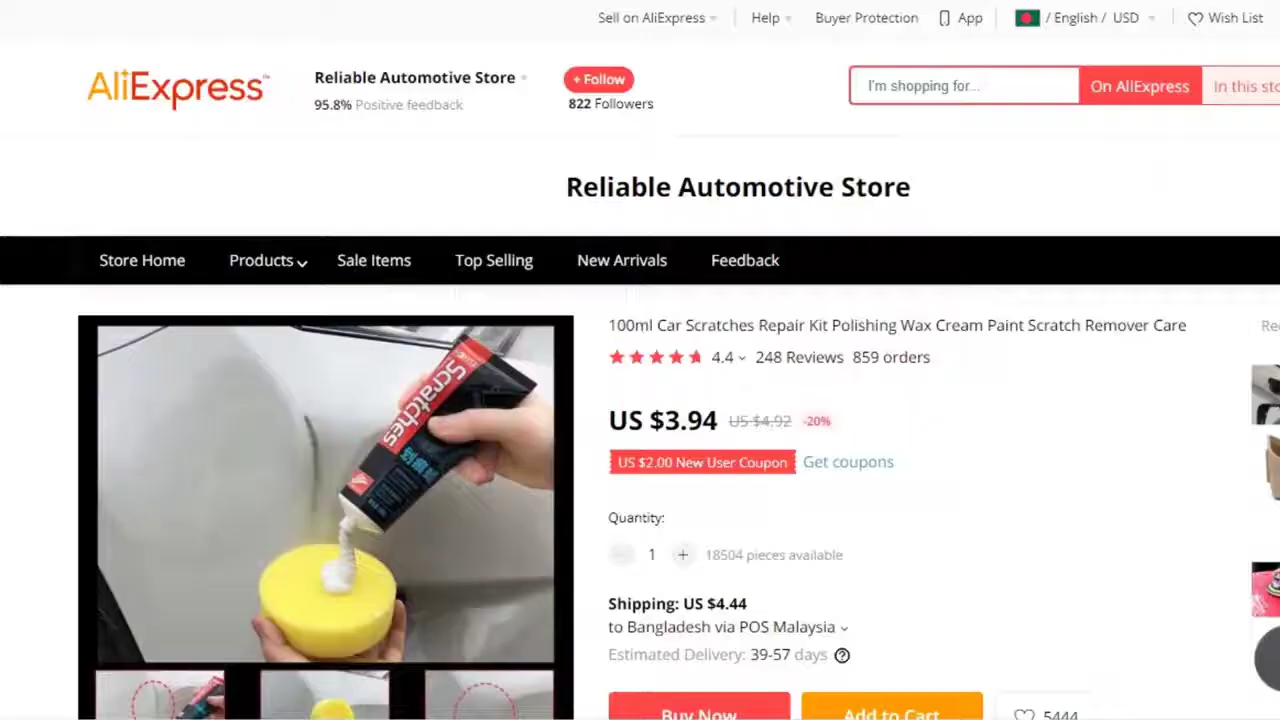 Sell on AliExpress
Help
Buyer Protection
App
/ English / USD
Wish List
AliExpress™
Reliable Automotive Store
95.8% Positive feedback
+ Follow
822 Followers
I'm shopping for...
On AliExpress
In this sto
Reliable Automotive Store
Store Home
Products
Sale Items
Top Selling
New Arrivals
Feedback
Scratches
100ml Car Scratches Repair Kit Polishing Wax Cream Paint Scratch Remover Care
4.4
248 Reviews
859 orders
US $3.94
US $4.92
-20%
US $2.00 New User Coupon
Get coupons
Quantity:
1 +
18504 pieces available
Shipping: US $4.44
to Bangladesh via POS Malaysia
Estimated Delivery: 39-57 days ?
Buy Now
Add to Cart
5444